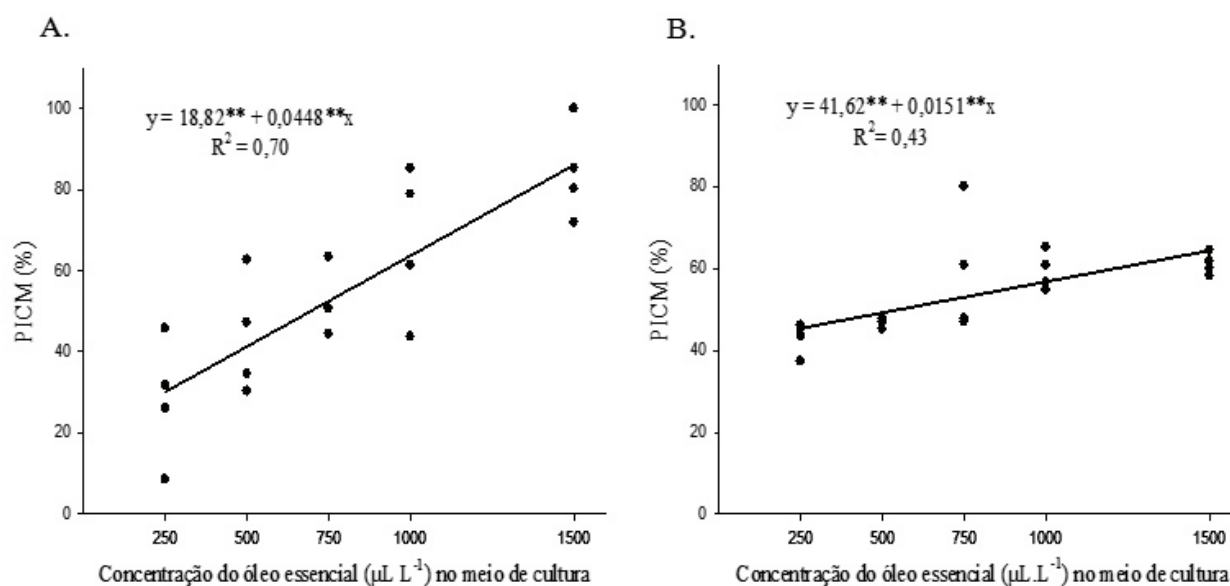 A.
y = 18,82** + 0,0448**x
R² = 0,70
PICM (%)
100
80
60
40
20
0
250 500 750 1000 1500
Concentração do óleo essencial (µL L⁻¹) no meio de cultura
B.
y = 41,62** + 0,0151**x
R² = 0,43
PICM (%)
100
80
60
40
20
0
250 500 750 1000 1500
Concentração do óleo essencial (µL L⁻¹) no meio de cultura